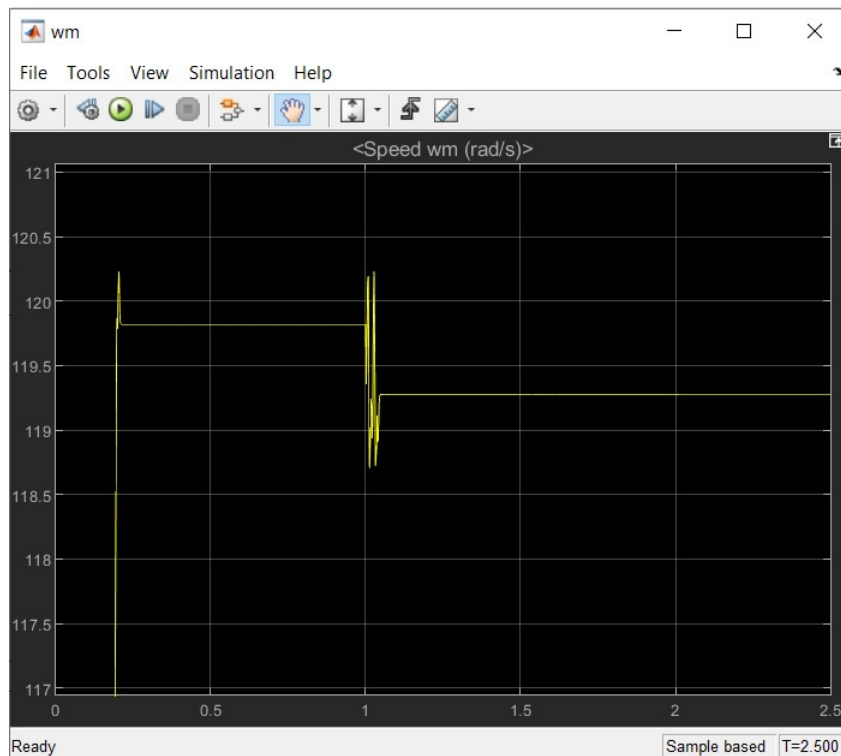 wm
File Tools View Simulation Help
<Speed wm (rad/s)>
121
120.5
120
119.5
119
118.5
118
117.5
117
0 0.5 1 1.5 2 2.5
Ready Sample based T=2.500